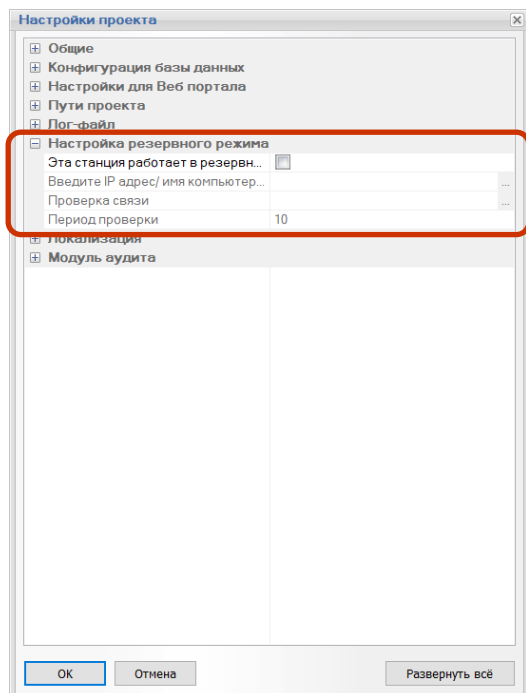 Настройки проекта
Общие
Конфигурация базы данных
Настройки для Веб портала
Пути проекта
Лог-файл
Настройка резервного режима
Эта станция работает в резервн...
Введите IP адрес/ имя компьютер... ...
Проверка связи ...
Период проверки 10
Локализация
Модуль аудита
ОК Отмена Развернуть всё